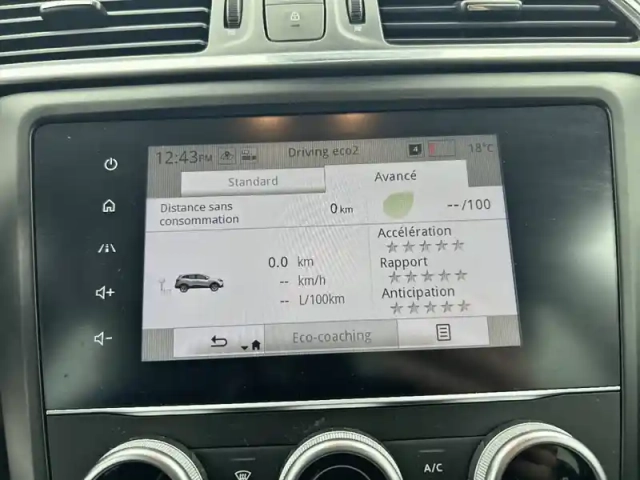 12:43PM Driving eco2 4 18°C
Standard Avancé
Distance sans
consommation 0 km --/100
Accélération
0.0 km
Rapport
-- km/h
Anticipation
-- L/100km
Eco-coaching
A/C